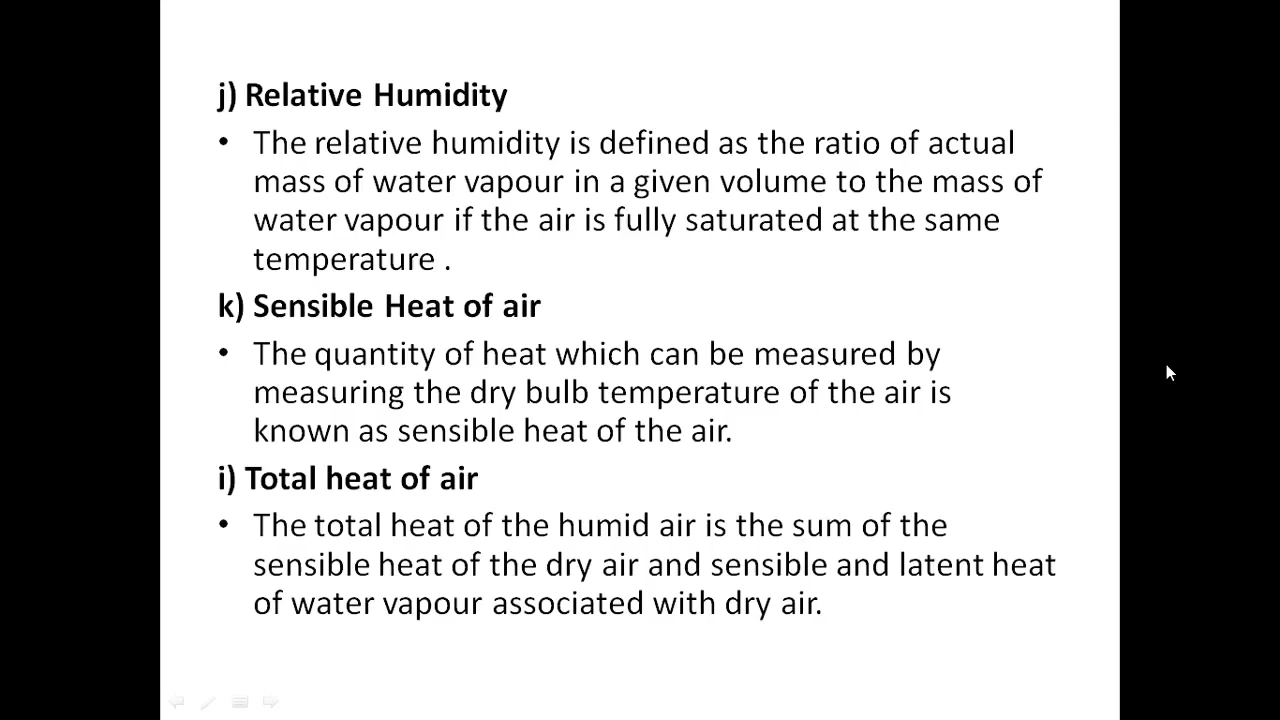 j) Relative Humidity
• The relative humidity is defined as the ratio of actual
mass of water vapour in a given volume to the mass of
water vapour if the air is fully saturated at the same
temperature .
k) Sensible Heat of air
• The quantity of heat which can be measured by
measuring the dry bulb temperature of the air is
known as sensible heat of the air.
i) Total heat of air
• The total heat of the humid air is the sum of the
sensible heat of the dry air and sensible and latent heat
of water vapour associated with dry air.